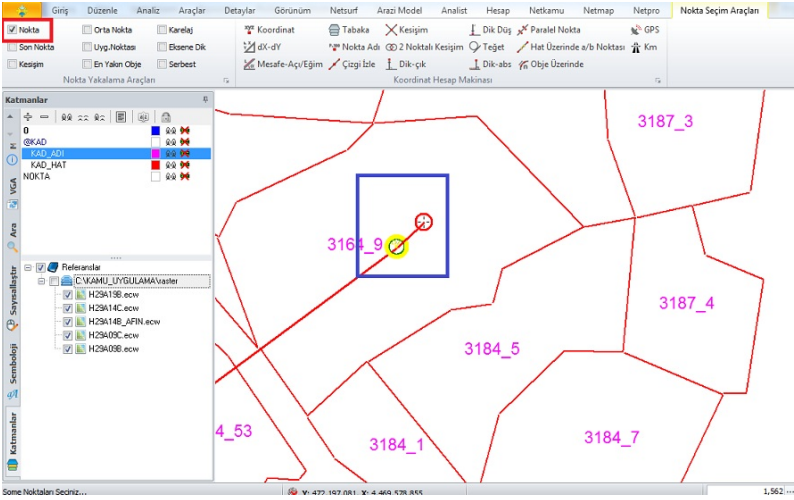 Giriş Düzenle Analiz Araçlar Detaylar Görünüm Netsurf Arazi Model Analist Hesap Netkamu Netmap Netpro Nokta Seçim Araçları
Nokta Orta Nokta Karelaj xyz Koordinat Tabaka Kesişim Dik Düş Paralel Nokta GPS
Son Nokta Uyg.Noktası Eksene Dik dX-dY Nokta Adı 2 Noktalı Kesişim Teğet Hat Üzerinde a/b Noktası Km
Kesişim En Yakın Obje Serbest Mesafe-Açı/Eğim Çizgi İzle Dik-çık Dik-abs Obje Üzerinde
Nokta Yakalama Araçları Koordinat Hesap Makinası
Katmanlar
0
@KAD
KAD_ADI
KAD_HAT
NOKTA
VGA
Ara
Sayısallaştır
Semboloji
Katmanlar
Referanslar
C:\KAMU_UYGULAMA\raster
H29A19B.ecw
H29A14C.ecw
H29A14B_AFIN.ecw
H29A09C.ecw
H29A09B.ecw
3187_3
3164_9
3187_4
3184_5
4_53
3184_1
3184_7
Some Noktaları Seciniz... Y: 472,197.081 X: 4,469,578.855 1,562